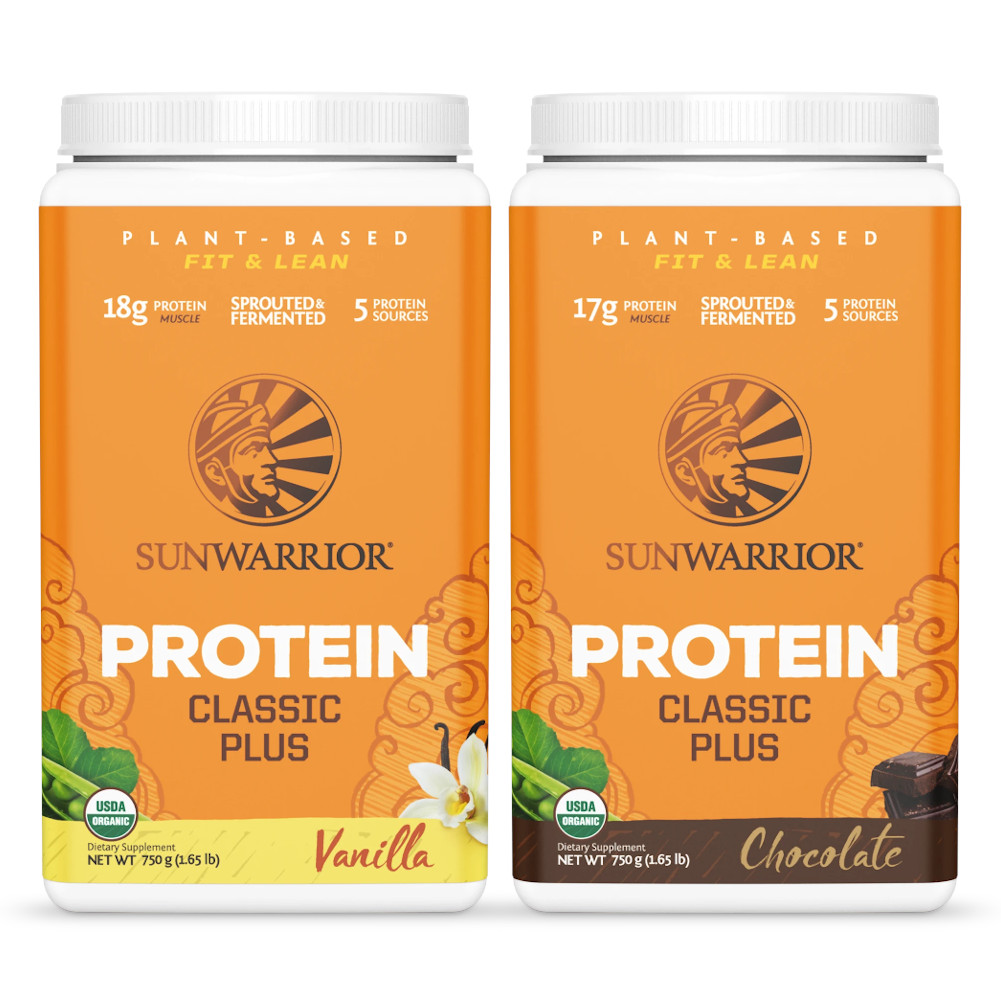 PLANT-BASED
FIT & LEAN
18g PROTEIN MUSCLE
SPROUTED & FERMENTED
5 PROTEIN SOURCES
SUNWARRIOR®
PROTEIN
CLASSIC
PLUS
USDA
ORGANIC
Dietary Supplement
NET WT 750 g (1.65 lb)
Vanilla
PLANT-BASED
FIT & LEAN
17g PROTEIN MUSCLE
SPROUTED & FERMENTED
5 PROTEIN SOURCES
SUNWARRIOR®
PROTEIN
CLASSIC
PLUS
USDA
ORGANIC
Dietary Supplement
NET WT 750 g (1.65 lb)
Chocolate